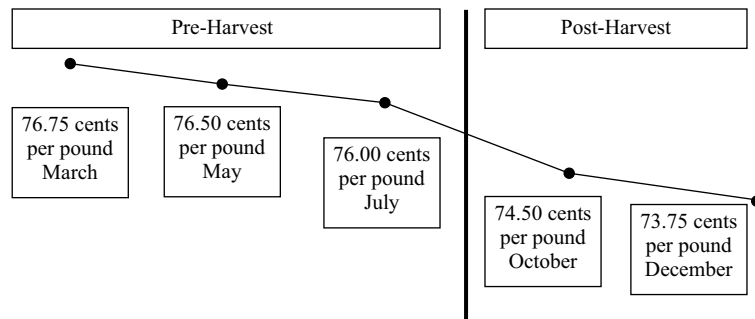 Pre-Harvest
Post-Harvest
76.75 cents
per pound
March
76.50 cents
per pound
May
76.00 cents
per pound
July
74.50 cents
per pound
October
73.75 cents
per pound
December